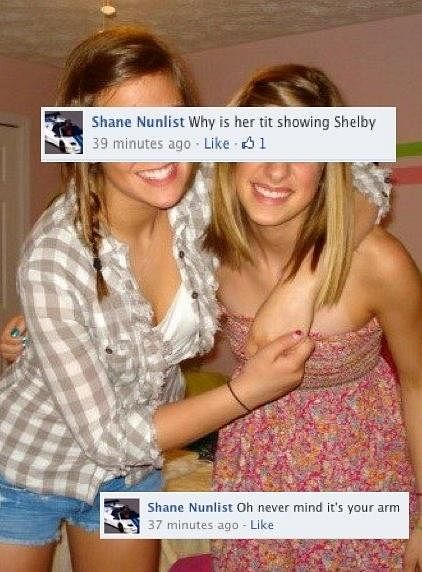 Shane Nunlist Why is her tit showing Shelby
39 minutes ago · Like · 👍 1
Shane Nunlist Oh never mind it's your arm
37 minutes ago · Like